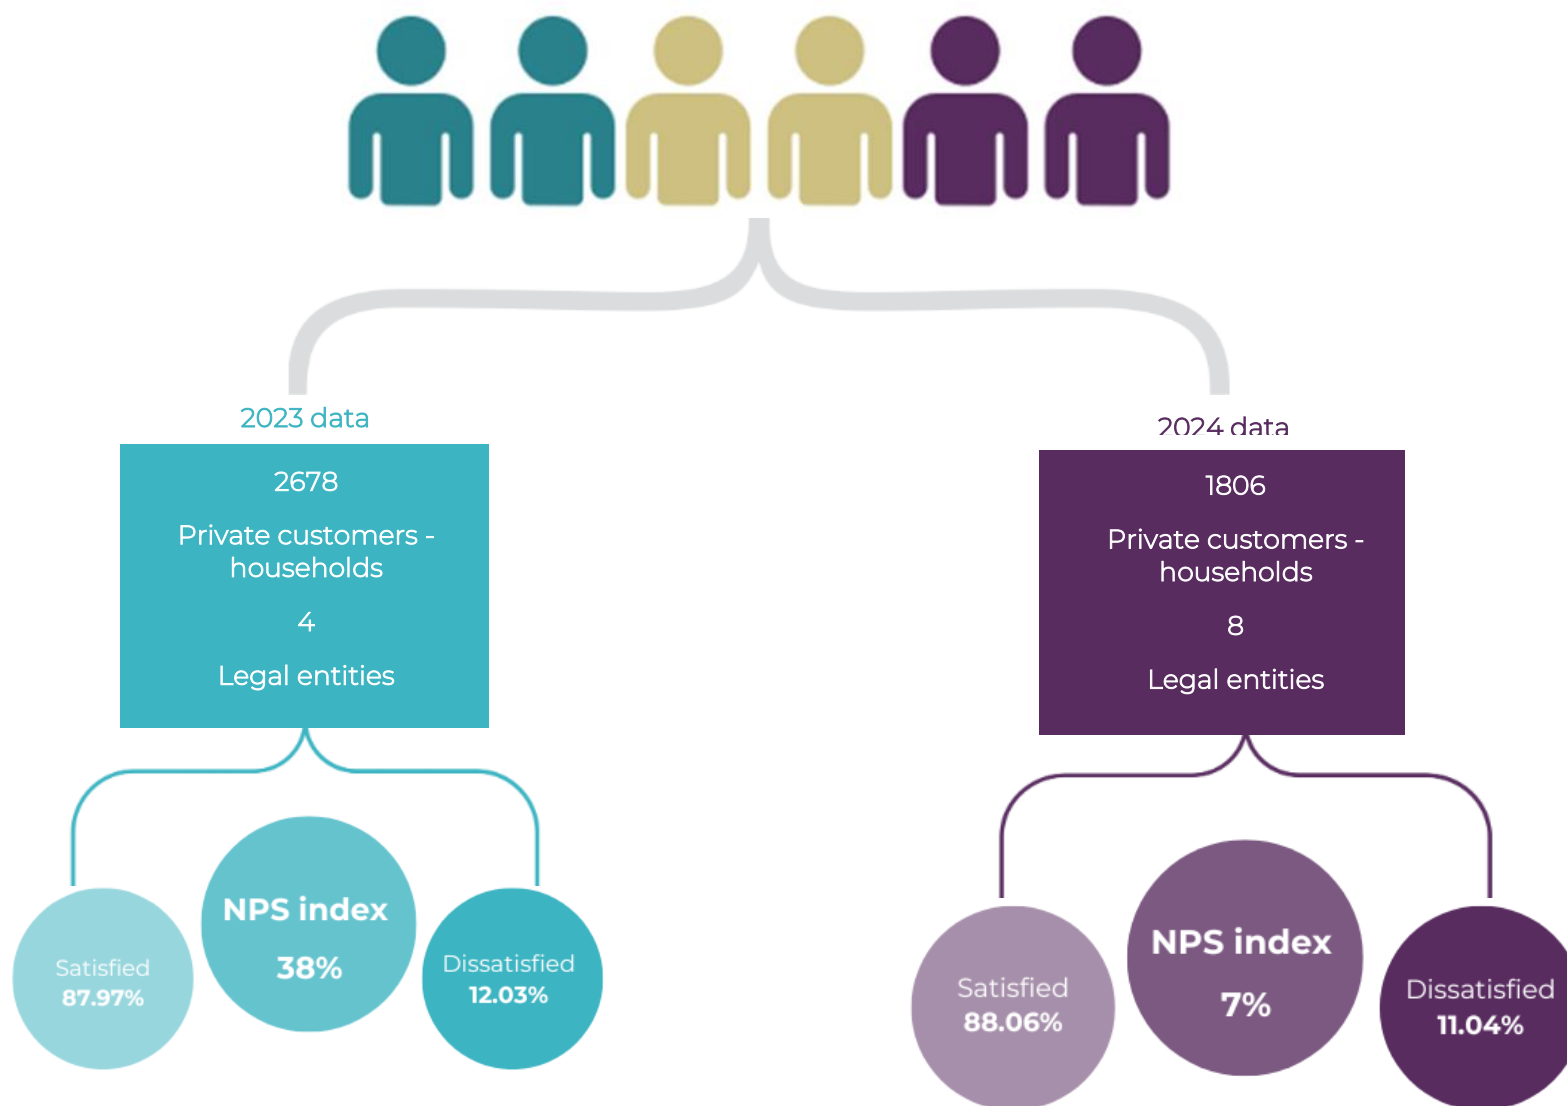 2023 data
2678
Private customers -
households
4
Legal entities
NPS index
38%
Satisfied
87.97%
Dissatisfied
12.03%
2024 data
1806
Private customers -
households
8
Legal entities
NPS index
7%
Satisfied
88.06%
Dissatisfied
11.04%